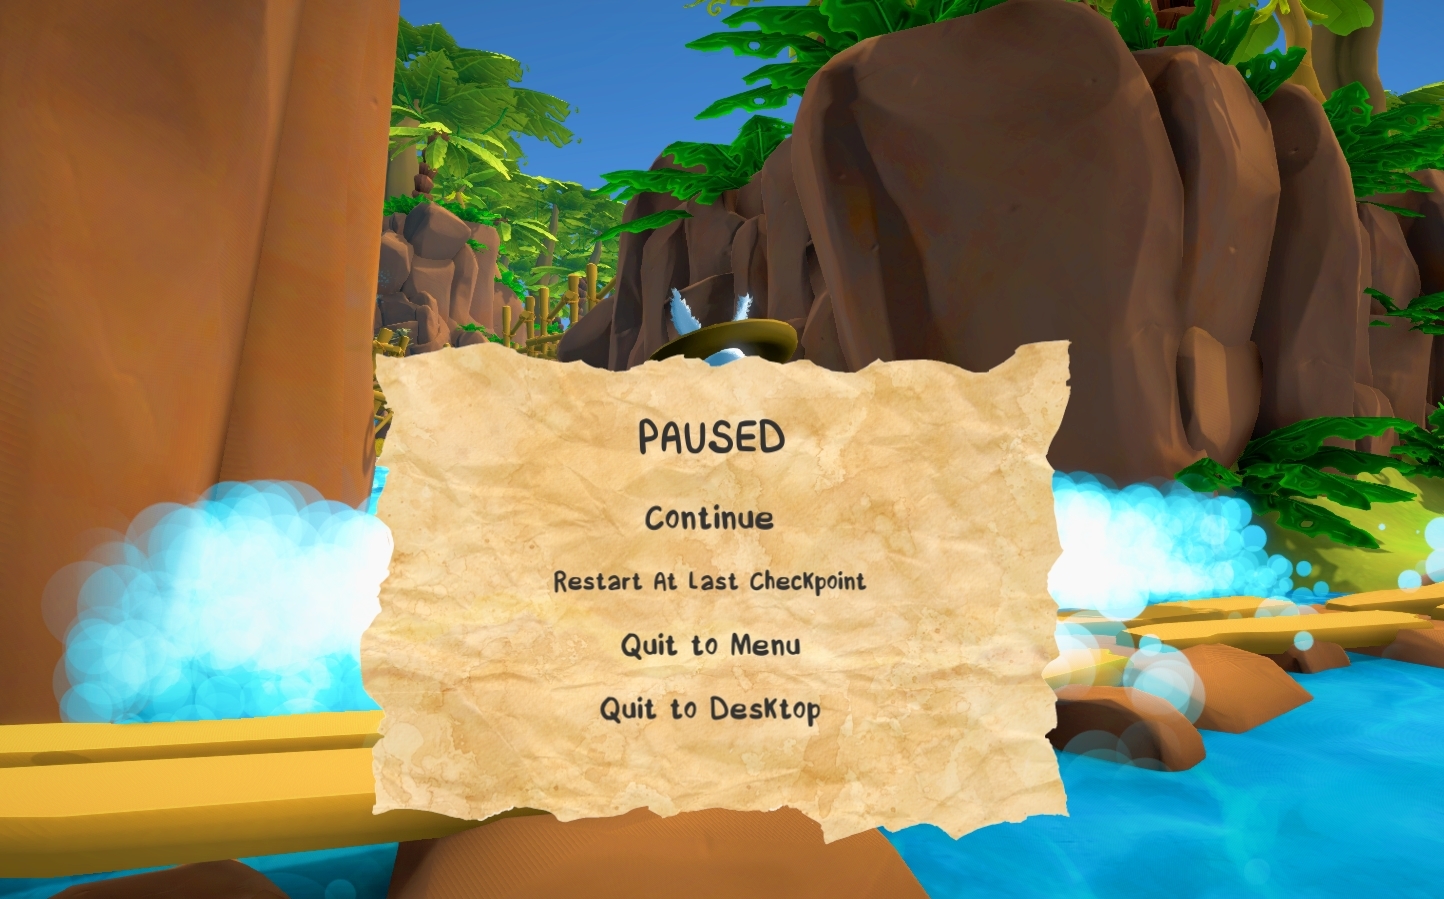 PAUSED
Continue
Restart At Last Checkpoint
Quit to Menu
Quit to Desktop